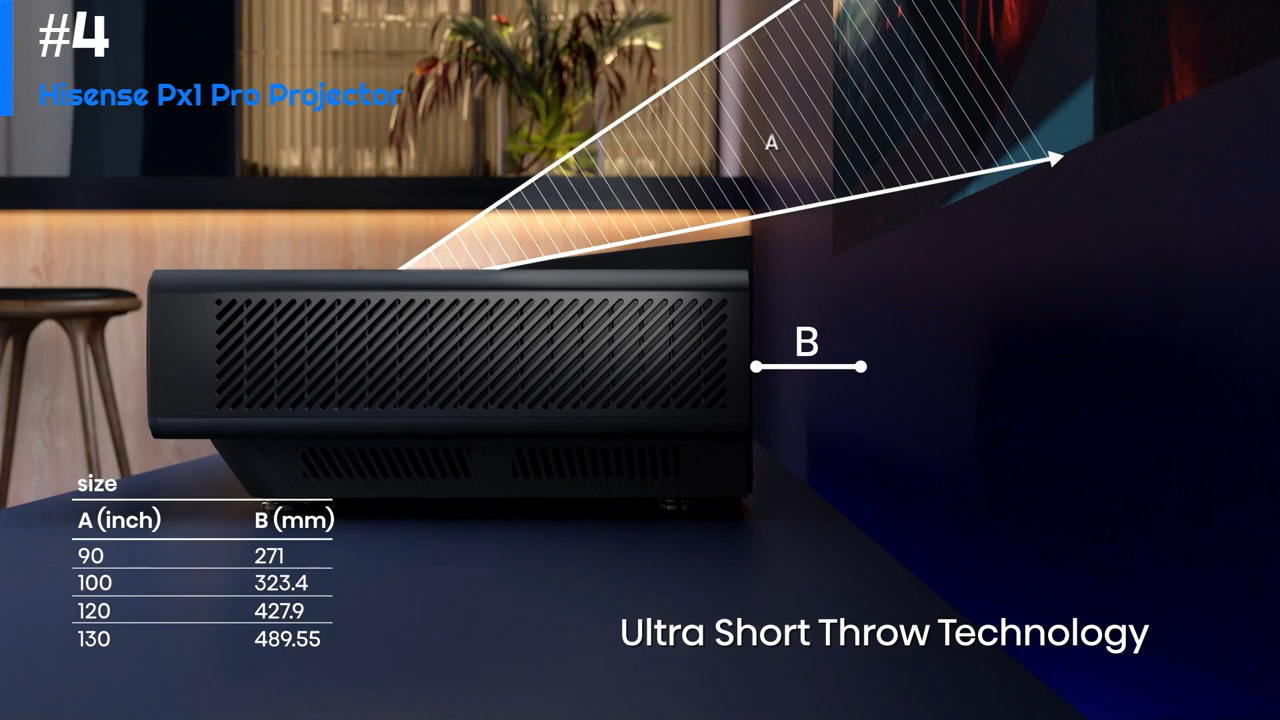 #4
Hisense Px1 Pro Projector
A
B
size
A (inch) B (mm)
90 271
100 323.4
120 427.9
130 489.55
Ultra Short Throw Technology